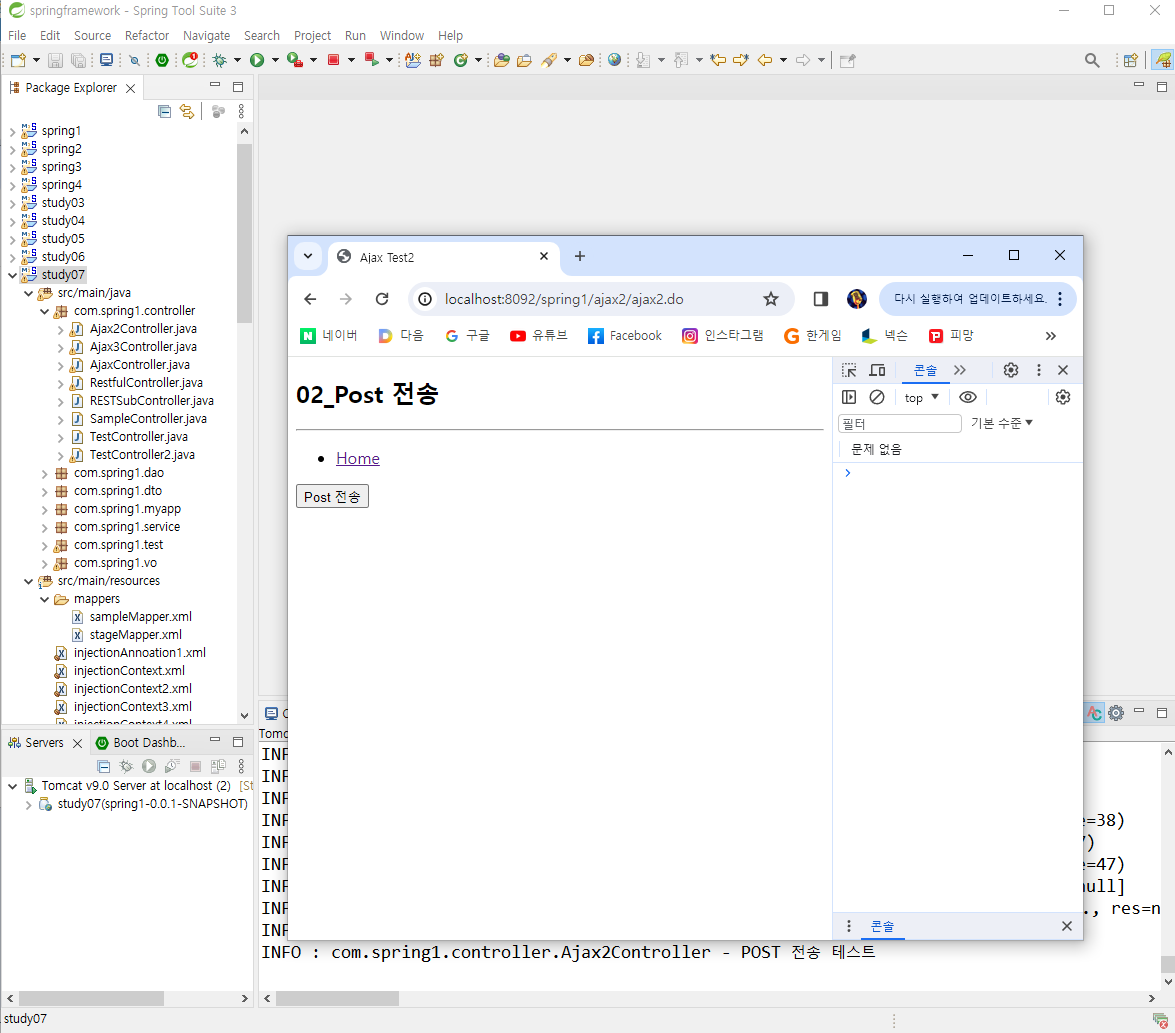 springframework - Spring Tool Suite 3
File Edit Source Refactor Navigate Search Project Run Window Help
Package Explorer
spring1
spring2
spring3
spring4
study03
study04
study05
study06
study07
src/main/java
com.spring1.controller
Ajax2Controller.java
Ajax3Controller.java
AjaxController.java
RestfulController.java
RESTSubController.java
SampleController.java
TestController.java
TestController2.java
com.spring1.dao
com.spring1.dto
com.spring1.myapp
com.spring1.service
com.spring1.test
com.spring1.vo
src/main/resources
mappers
sampleMapper.xml
stageMapper.xml
injectionAnnoation1.xml
injectionContext.xml
injectionContext2.xml
injectionContext3.xml
injectionContext4.xml
Servers Boot Dashb...
Tomcat v9.0 Server at localhost (2) [St
study07(spring1-0.0.1-SNAPSHOT)
Ajax Test2
localhost:8092/spring1/ajax2/ajax2.do
다시 실행하여 업데이트하세요.
네이버 다음 구글 유튜브 Facebook 인스타그램 한게임 넥슨 피망
02_Post 전송
Home
Post 전송
콘솔
top
필터 기본 수준
문제 없음
콘솔
Tomc
INF
INF
INF
INF =38)
INF )
INF =47)
INF null]
INF ., res=n
INF
INFO : com.spring1.controller.Ajax2Controller - POST 전송 테스트
study07